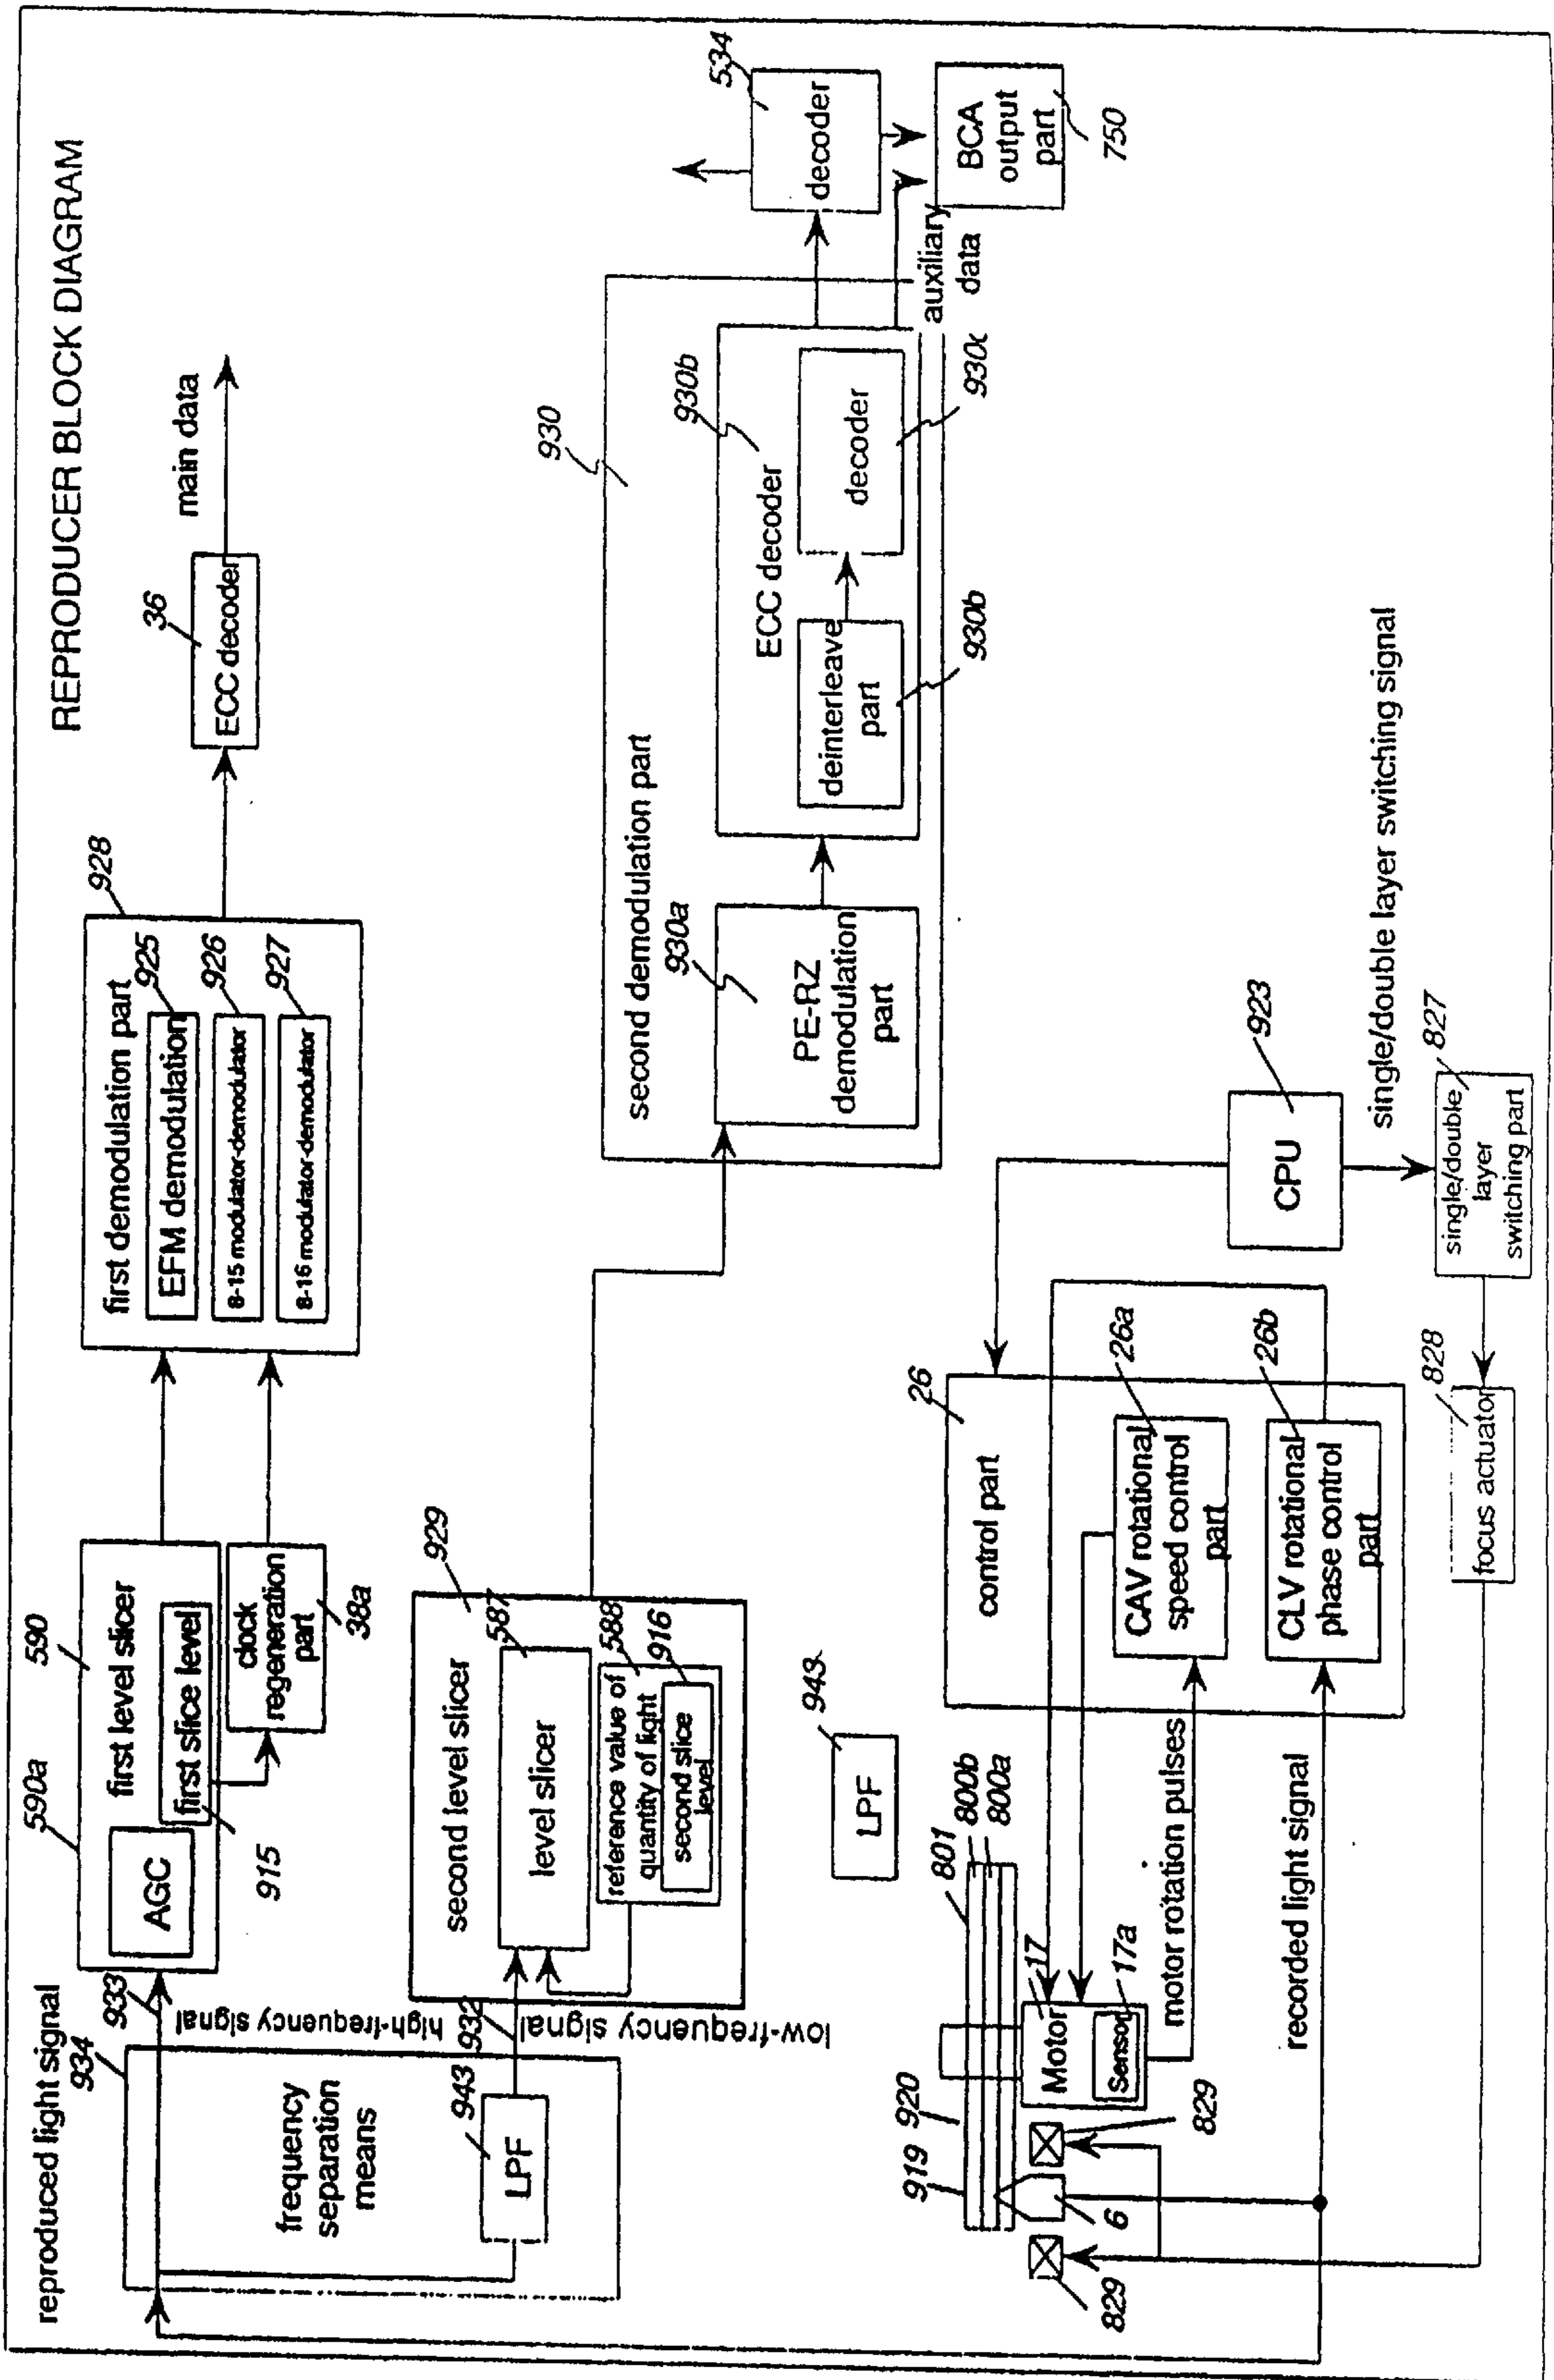 REPRODUCER BLOCK DIAGRAM
reproduced light signal
934
933
high-frequency signal
frequency
separation
means
943
LPF
932
low-frequency signal
590a
590
first level slicer
AGC
first slice level
915
clock
regeneration
part
38a
928
first demodulation part
925
EFM demodulation
926
8-15 modulator-demodulator
927
8-16 modulator-demodulator
36
ECC decoder
main data
929
second level slicer
587
level slicer
588
reference value of
quantity of light
916
second slice
level
930
second demodulation part
930a
PE-RZ
demodulation
part
930b
ECC decoder
deinterleave
part
930b
decoder
930c
534
decoder
auxiliary
data
BCA
output
part
750
943
LPF
919
920
801
800b
800a
17
Motor
17a
Sensor
829
829
6
motor rotation pulses
recorded light signal
26
control part
26a
CAV rotational
speed control
part
26b
CLV rotational
phase control
part
923
CPU
single/double layer switching signal
827
single/double
layer
switching part
828
focus actuator